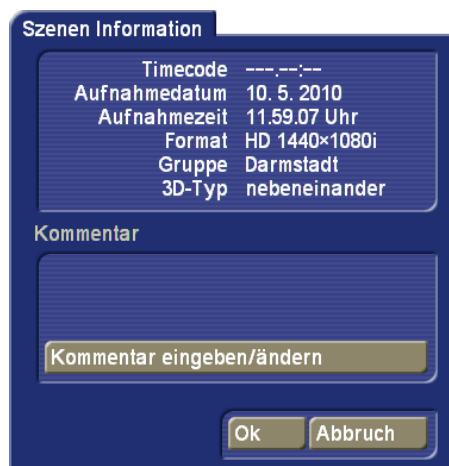 Szenen Information
Timecode ---.--:--
Aufnahmedatum 10. 5. 2010
Aufnahmezeit 11.59.07 Uhr
Format HD 1440×1080i
Gruppe Darmstadt
3D-Typ nebeneinander
Kommentar
Kommentar eingeben/ändern
Ok Abbruch